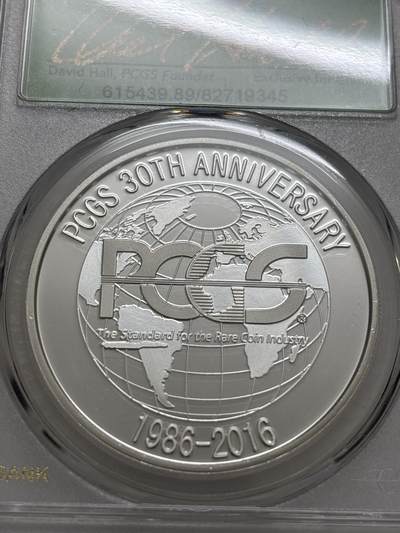 David Hall, PCGS Founder
615439.89/82719345
PCGS 30TH ANNIVERSARY
PCGS®
The Standard for the Rare Coin Industry
1986-2016